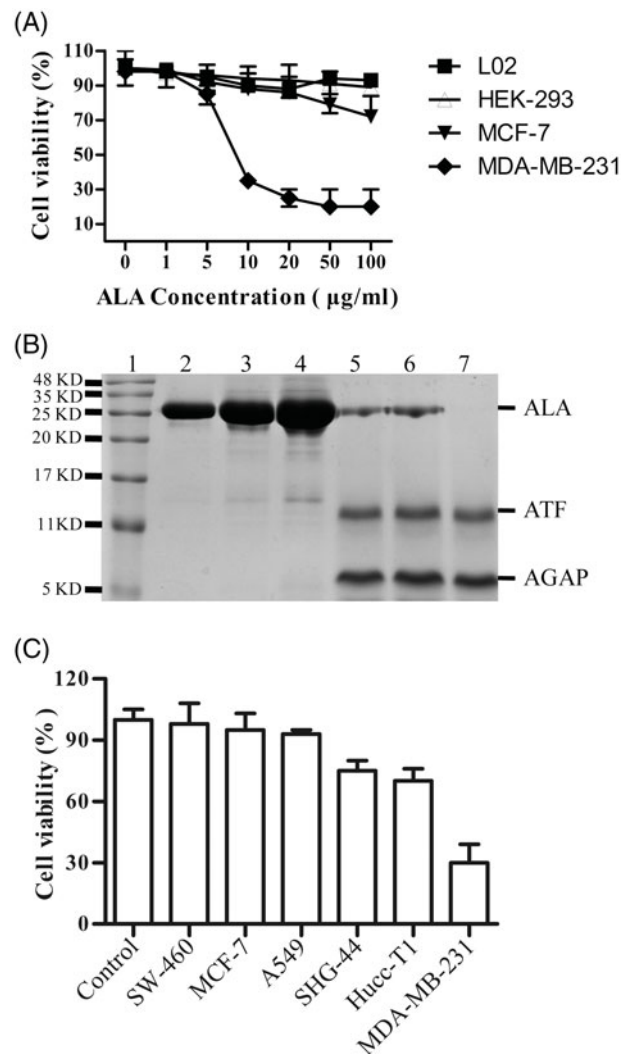 (A)
110
90
70
50
30
10
Cell viability (%)
0 1 5 10 20 50 100
ALA Concentration ( µg/ml)
L02
HEK-293
MCF-7
MDA-MB-231
(B)
1 2 3 4 5 6 7
48 KD
35 KD
25 KD
20 KD
17 KD
11KD
5 KD
ALA
ATF
AGAP
(C)
120
90
60
30
0
Cell viability (%)
Control
SW-460
MCF-7
A549
SHG-44
Hucc-T1
MDA-MB-231